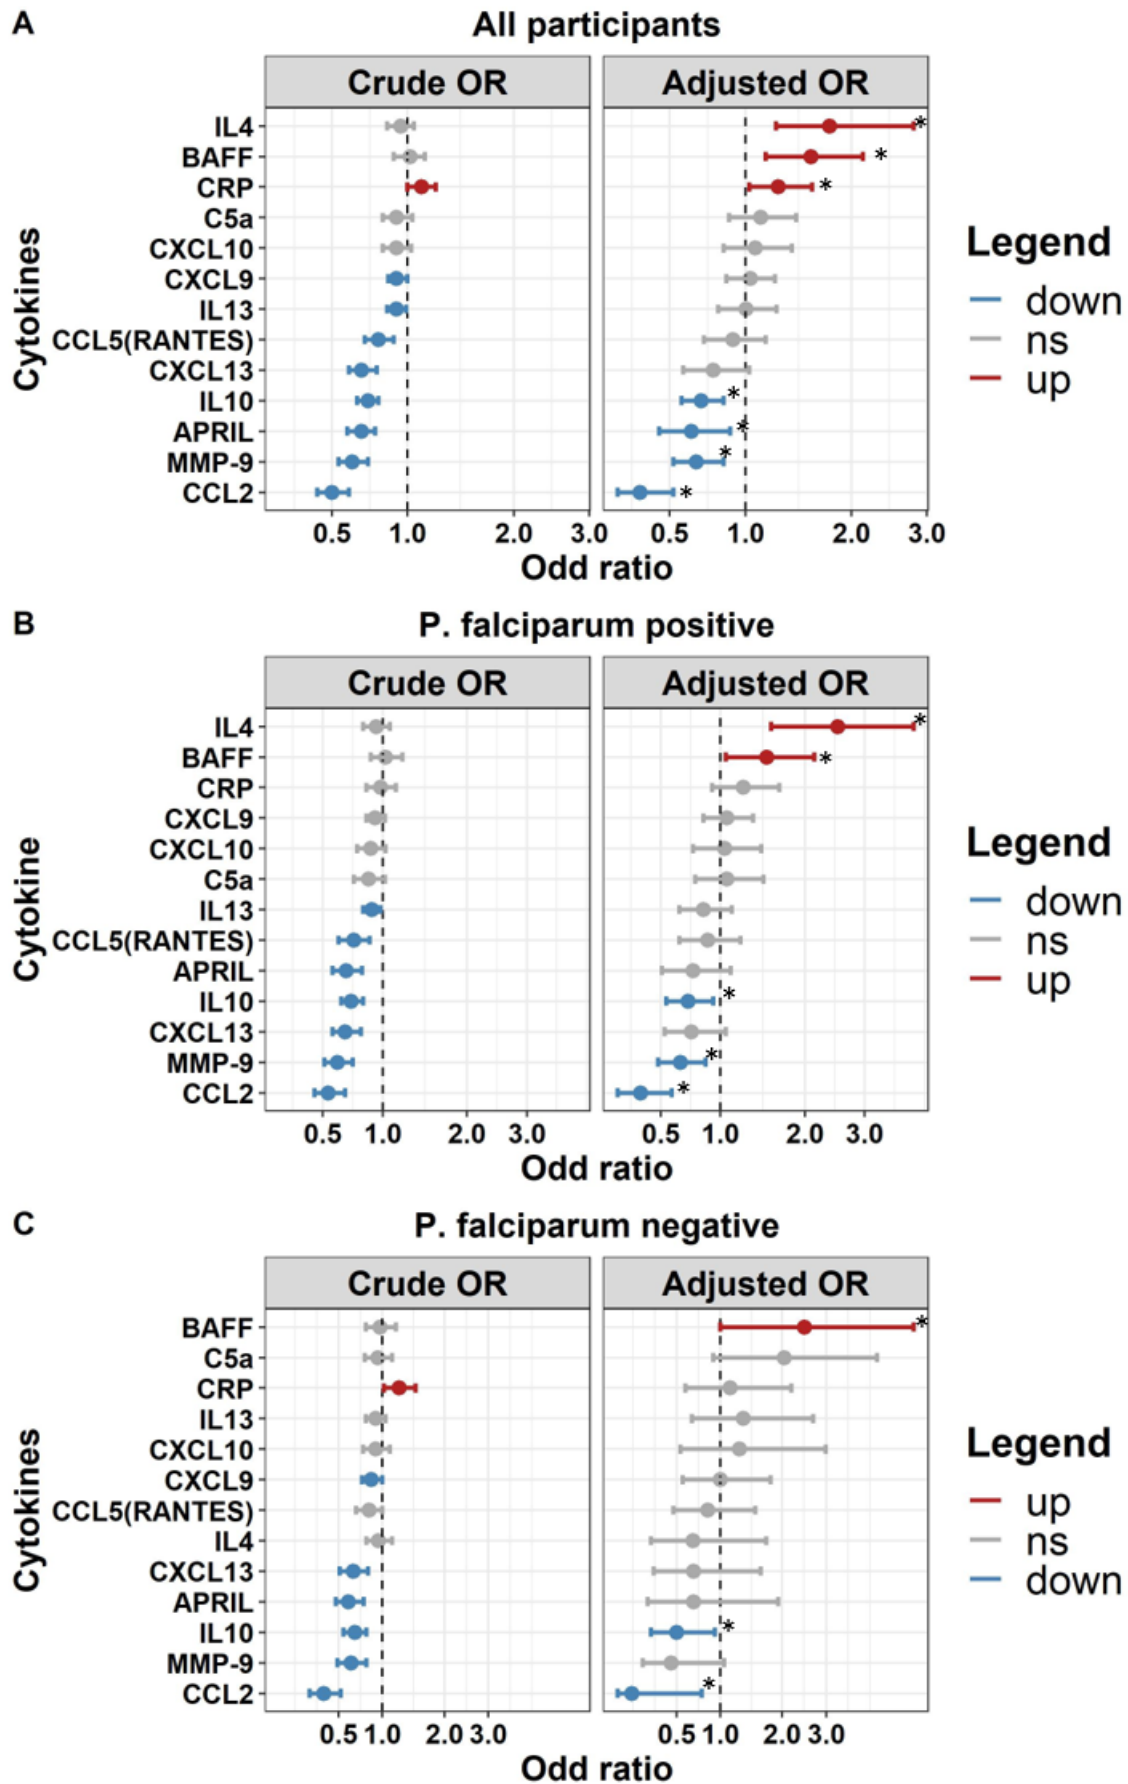 A
All participants
Crude OR
Adjusted OR
Cytokines
IL4
BAFF
CRP
C5a
CXCL10
CXCL9
IL13
CCL5(RANTES)
CXCL13
IL10
APRIL
MMP-9
CCL2
* * * * * * *
0.5 1.0 2.0 3.0
0.5 1.0 2.0 3.0
Odd ratio
Legend
down
ns
up
B
P. falciparum positive
Crude OR
Adjusted OR
Cytokine
IL4
BAFF
CRP
CXCL9
CXCL10
C5a
IL13
CCL5(RANTES)
APRIL
IL10
CXCL13
MMP-9
CCL2
* * * * *
0.5 1.0 2.0 3.0
0.5 1.0 2.0 3.0
Odd ratio
Legend
down
ns
up
C
P. falciparum negative
Crude OR
Adjusted OR
Cytokines
BAFF
C5a
CRP
IL13
CXCL10
CXCL9
CCL5(RANTES)
IL4
CXCL13
APRIL
IL10
MMP-9
CCL2
* * *
0.5 1.0 2.0 3.0
0.5 1.0 2.0 3.0
Odd ratio
Legend
up
ns
down